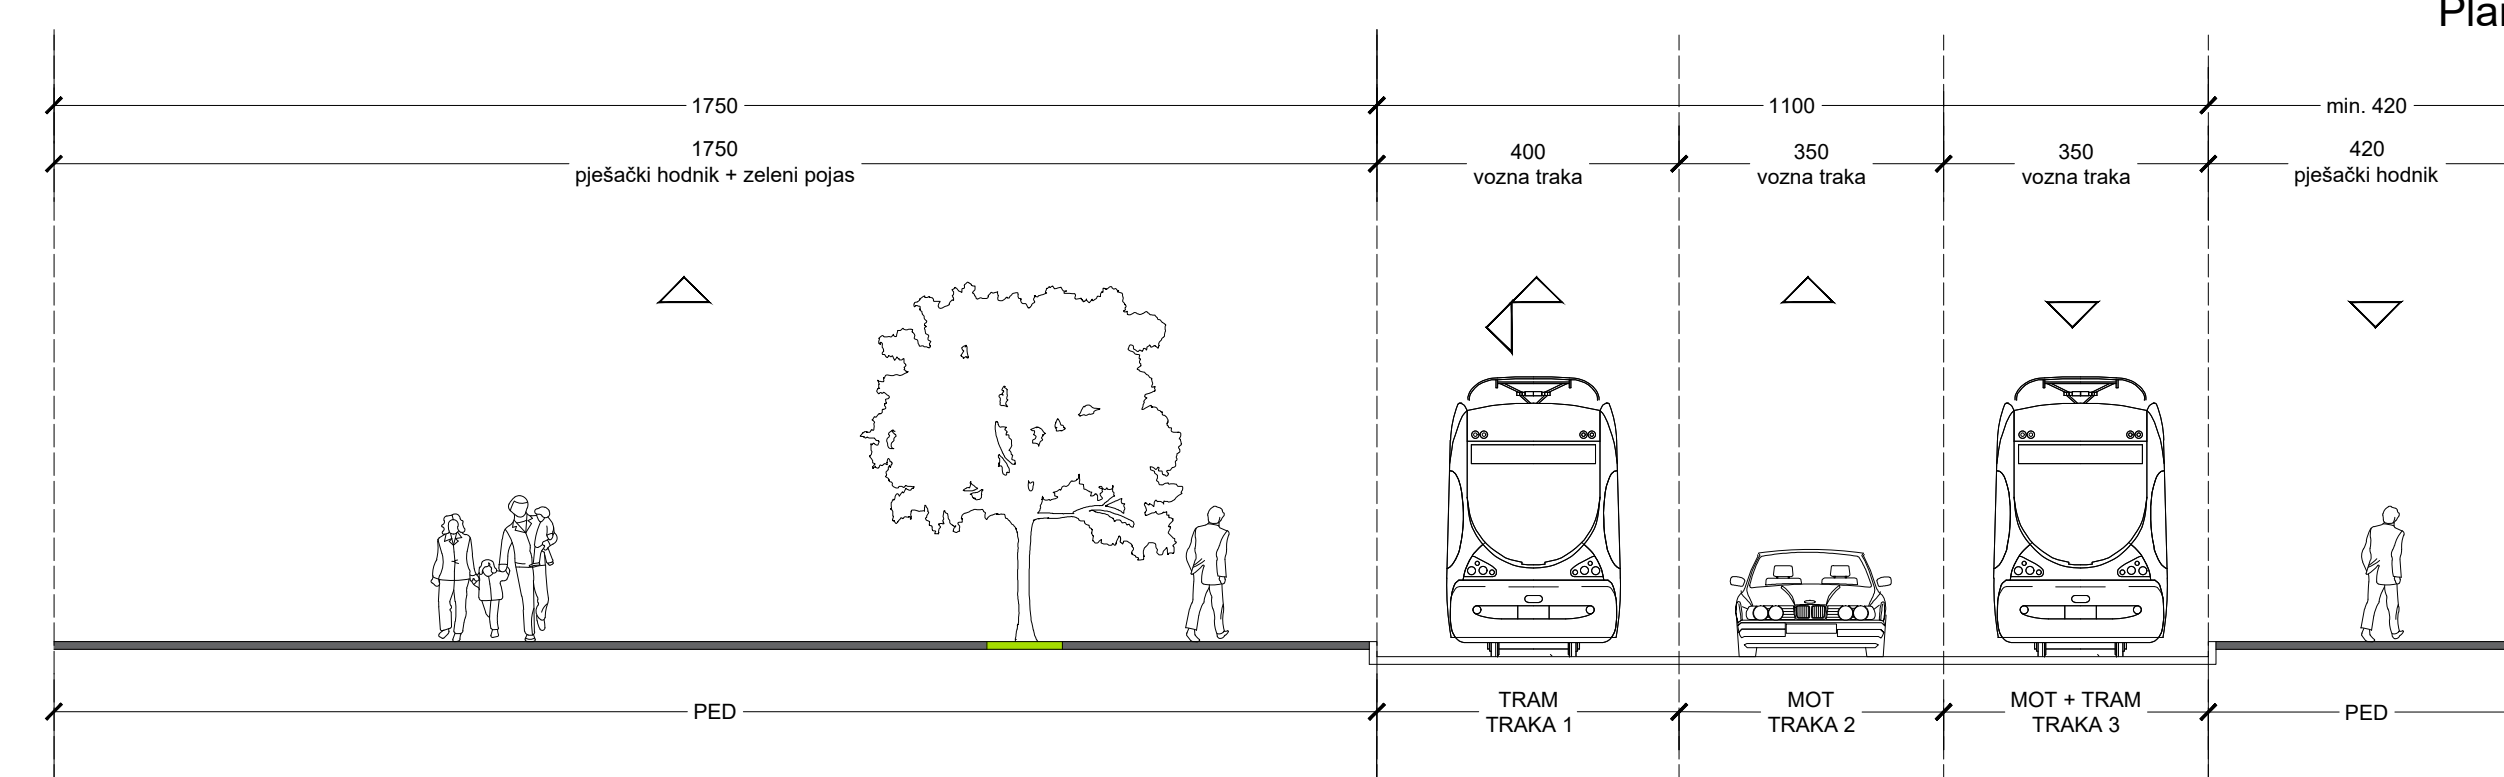 Plan
1750
1100
min. 420
1750
pješački hodnik + zeleni pojas
400
vozna traka
350
vozna traka
350
vozna traka
420
pješački hodnik
PED
TRAM
TRAKA 1
MOT
TRAKA 2
MOT + TRAM
TRAKA 3
PED